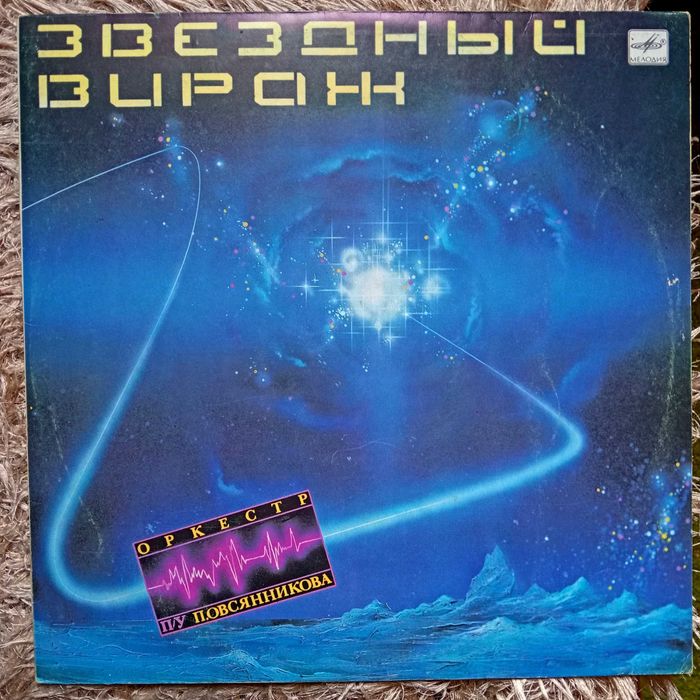 ЗВЕЗДНЫЙ
ВИРАЖ
МЕЛОДИЯ
ОРКЕСТР
П/У П.ОВСЯННИКОВА